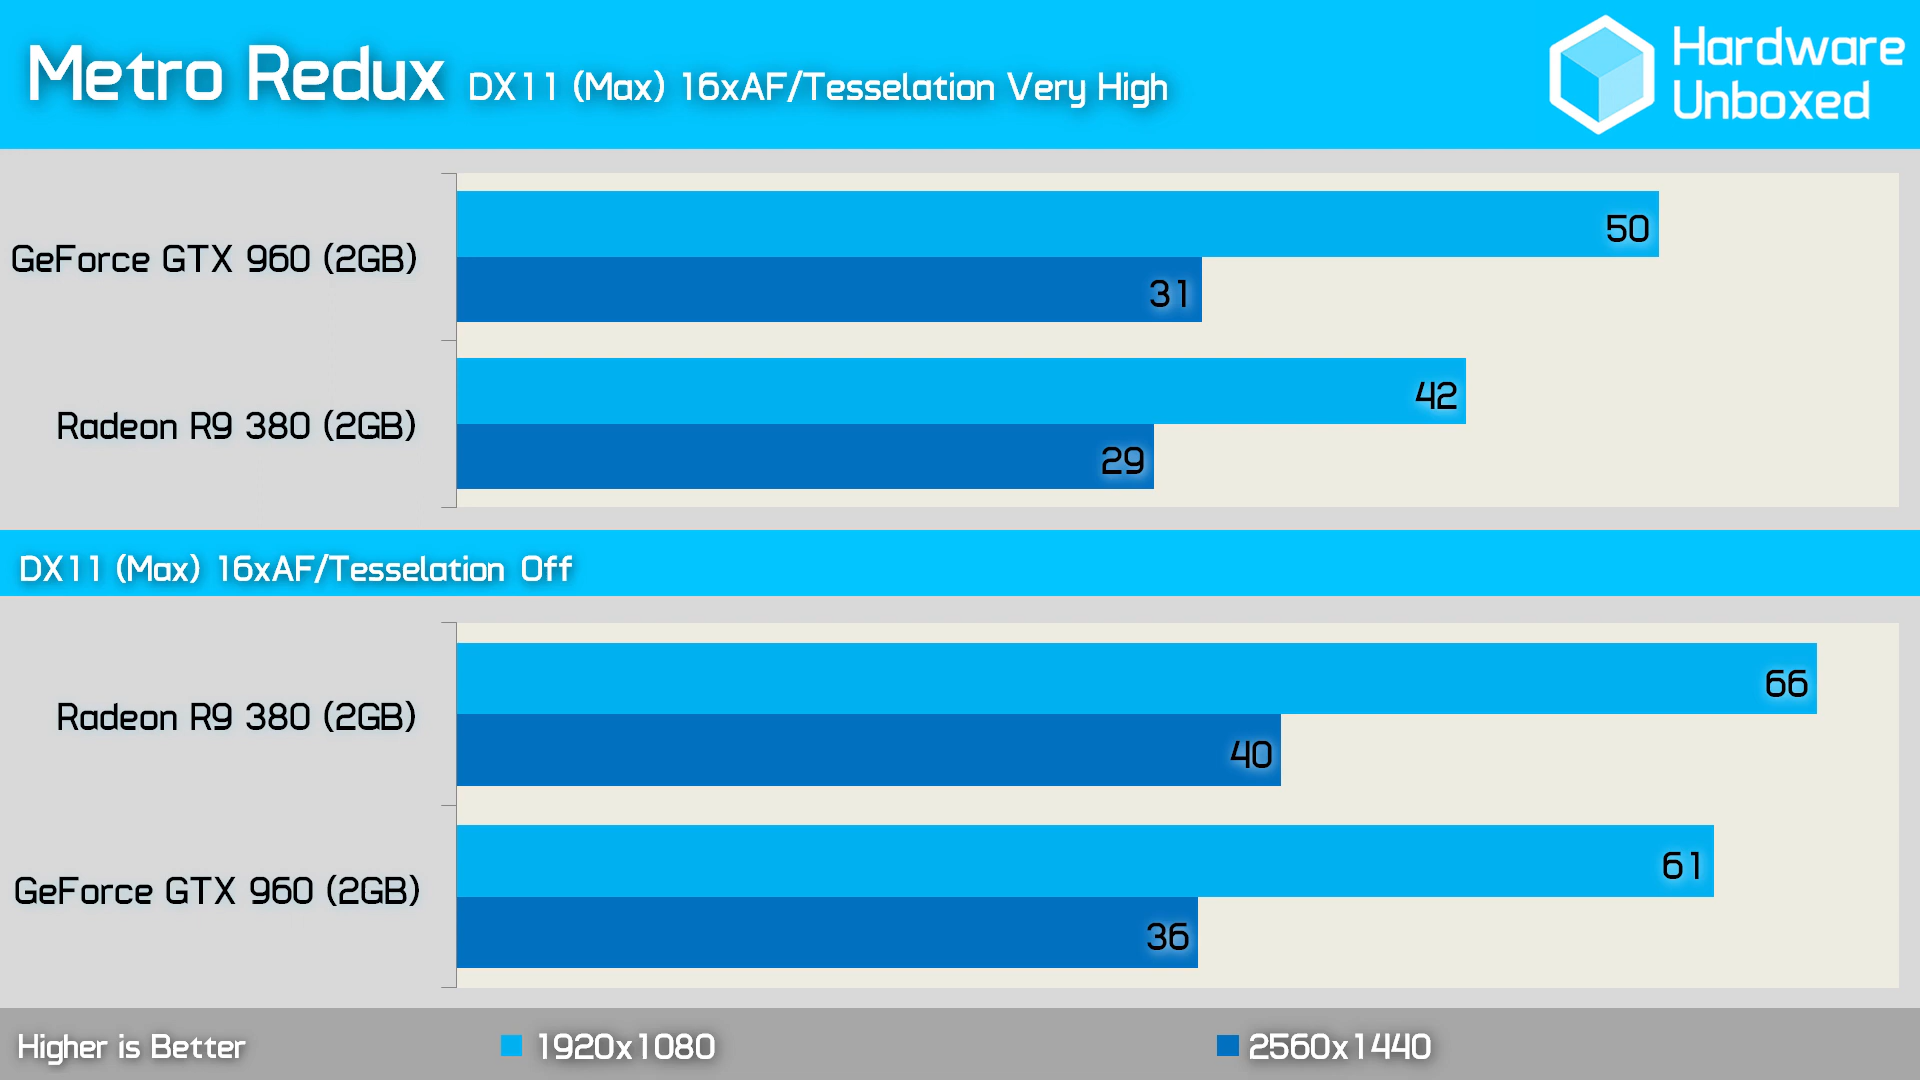 Metro Redux DX11 (Max) 16xAF/Tesselation Very High
Hardware
Unboxed
GeForce GTX 960 (2GB)
50
31
Radeon R9 380 (2GB)
42
29
DX11 (Max) 16xAF/Tesselation Off
Radeon R9 380 (2GB)
66
40
GeForce GTX 960 (2GB)
61
36
Higher is Better
1920x1080
2560x1440